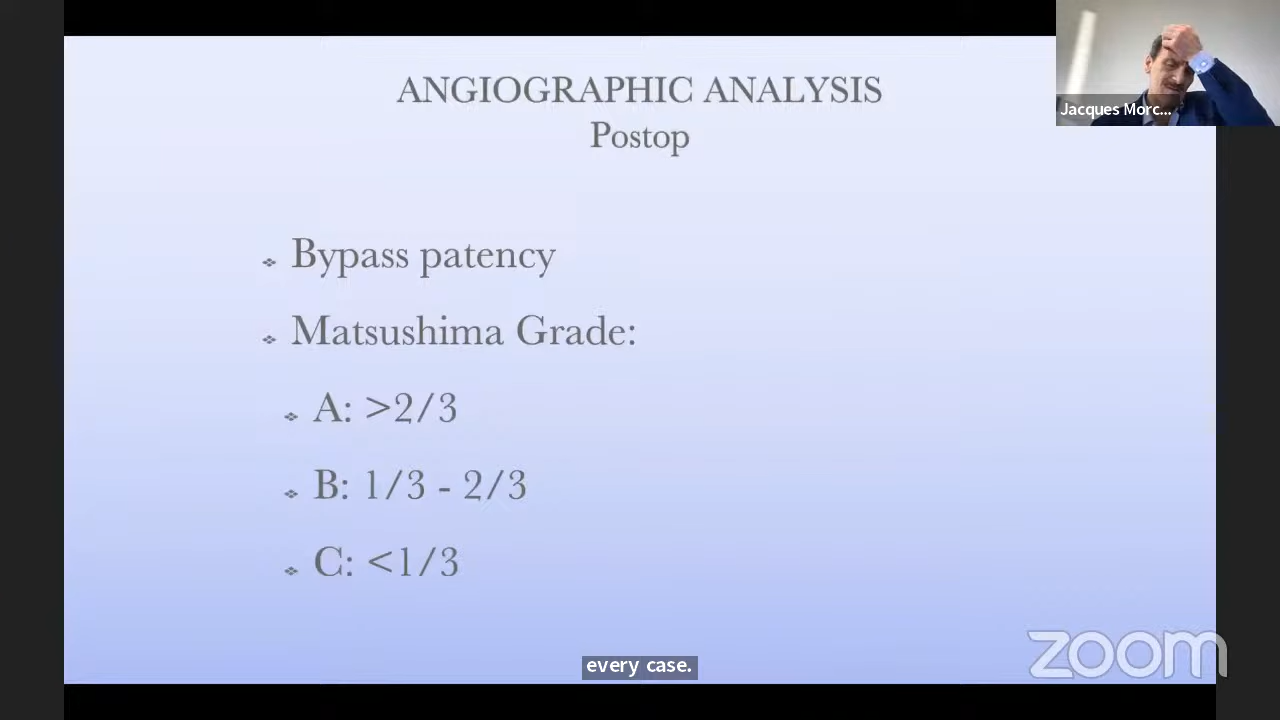 ANGIOGRAPHIC ANALYSIS
Postop
Jacques Morc...
Bypass patency
Matsushima Grade:
A: >2/3
B: 1/3 - 2/3
C: <1/3
every case.
zoom